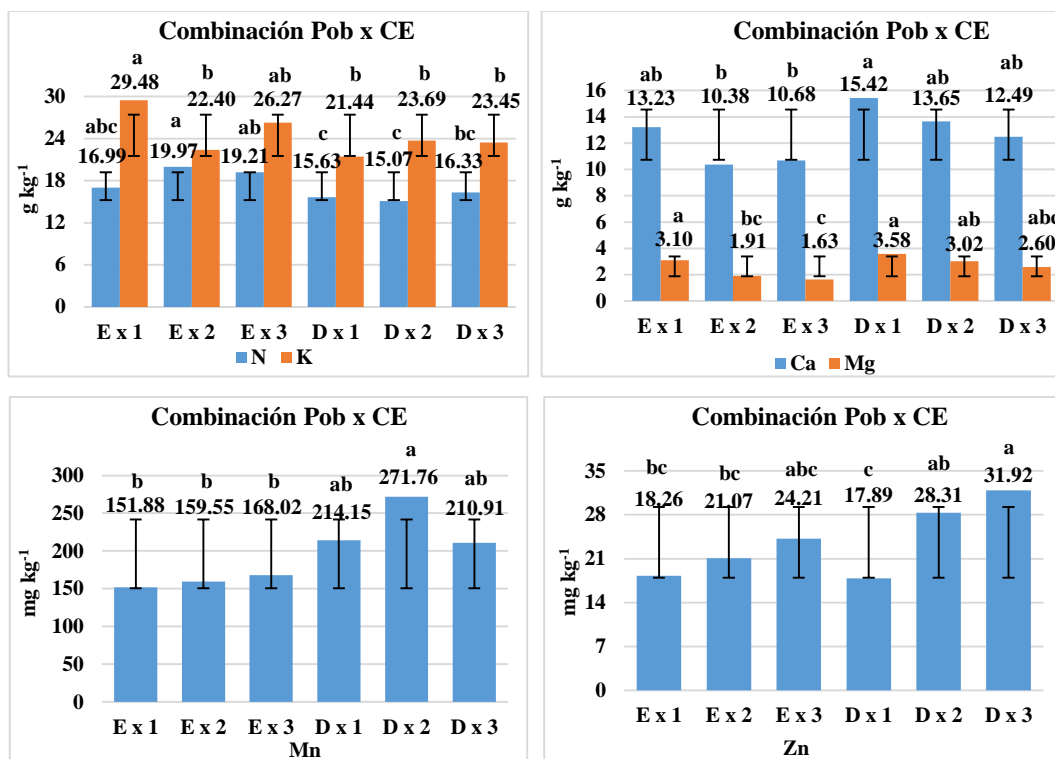 Combinación Pob x CE
a
29.48
b
22.40
ab
26.27
b
21.44
b
23.69
b
23.45
abc
16.99
a
19.97
ab
19.21
c
15.63
c
15.07
bc
16.33
30
24
18
12
6
0
g kg-1
E x 1 E x 2 E x 3 D x 1 D x 2 D x 3
N K
Combinación Pob x CE
ab
13.23
b
10.38
b
10.68
a
15.42
ab
13.65
ab
12.49
a
3.10
bc
1.91
c
1.63
a
3.58
ab
3.02
abc
2.60
16
14
12
10
8
6
4
2
0
g kg-1
E x 1 E x 2 E x 3 D x 1 D x 2 D x 3
Ca Mg
Combinación Pob x CE
b
151.88
b
159.55
b
168.02
ab
214.15
a
271.76
ab
210.91
300
250
200
150
100
50
0
mg kg-1
E x 1 E x 2 E x 3 D x 1 D x 2 D x 3
Mn
Combinación Pob x CE
bc
18.26
bc
21.07
abc
24.21
c
17.89
ab
28.31
a
31.92
35
28
21
14
7
0
mg kg-1
E x 1 E x 2 E x 3 D x 1 D x 2 D x 3
Zn